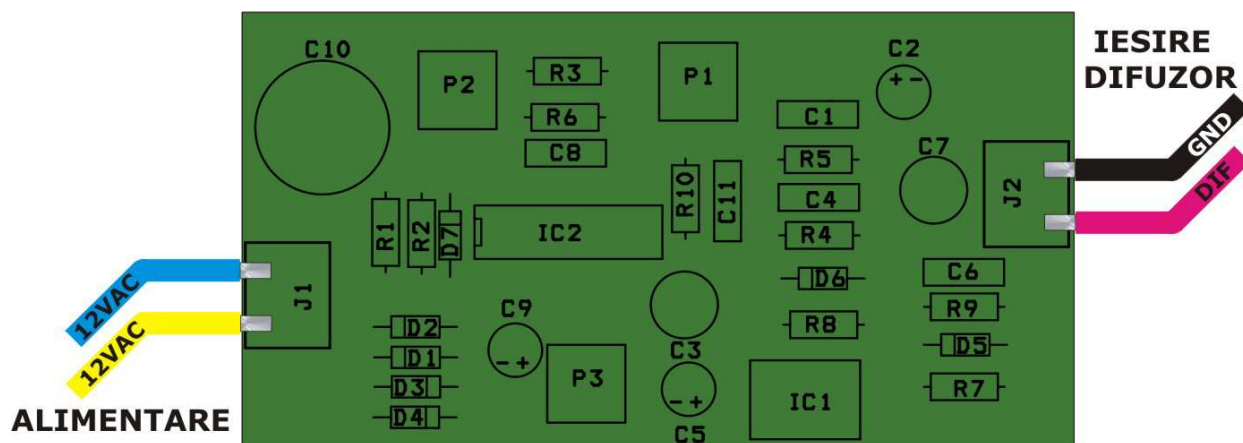 C10
P2
R3
R6
C8
P1
C2
+ -
C1
R5
C4
R4
D6
R8
C7
J2
IESIRE
DIFUZOR
GND
DIF
R1
R2
D7
IC2
R10
C11
C6
R9
D5
R7
J1
12VAC
12VAC
ALIMENTARE
D2
D1
D3
D4
C9
- +
P3
C3
- +
C5
IC1